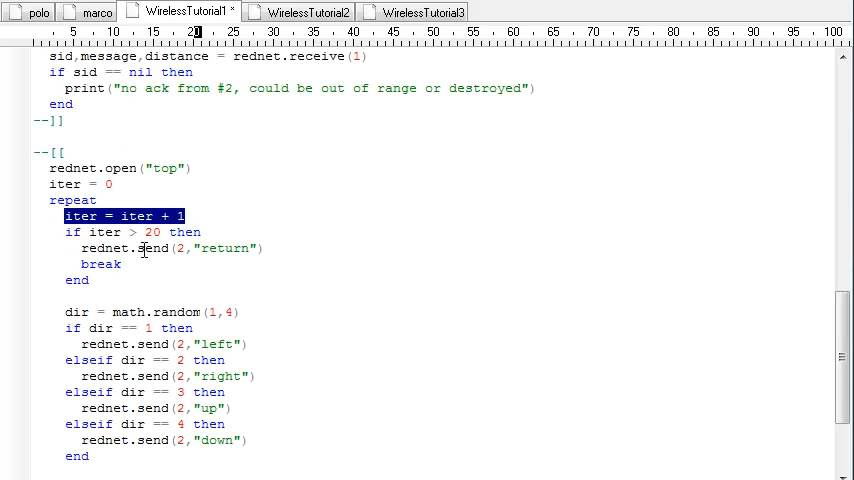 polo marco WirelessTutorial1 * WirelessTutorial2 WirelessTutorial3
5 10 15 20 25 30 35 40 45 50 55 60 65 70 75 80 85 90 95 100
sid,message,distance = rednet.receive(1)
if sid == nil then
print("no ack from #2, could be out of range or destroyed")
end
--]]
--[[
rednet.open("top")
iter = 0
repeat
iter = iter + 1
if iter > 20 then
rednet.send(2,"return")
break
end
dir = math.random(1,4)
if dir == 1 then
rednet.send(2,"left")
elseif dir == 2 then
rednet.send(2,"right")
elseif dir == 3 then
rednet.send(2,"up")
elseif dir == 4 then
rednet.send(2,"down")
end